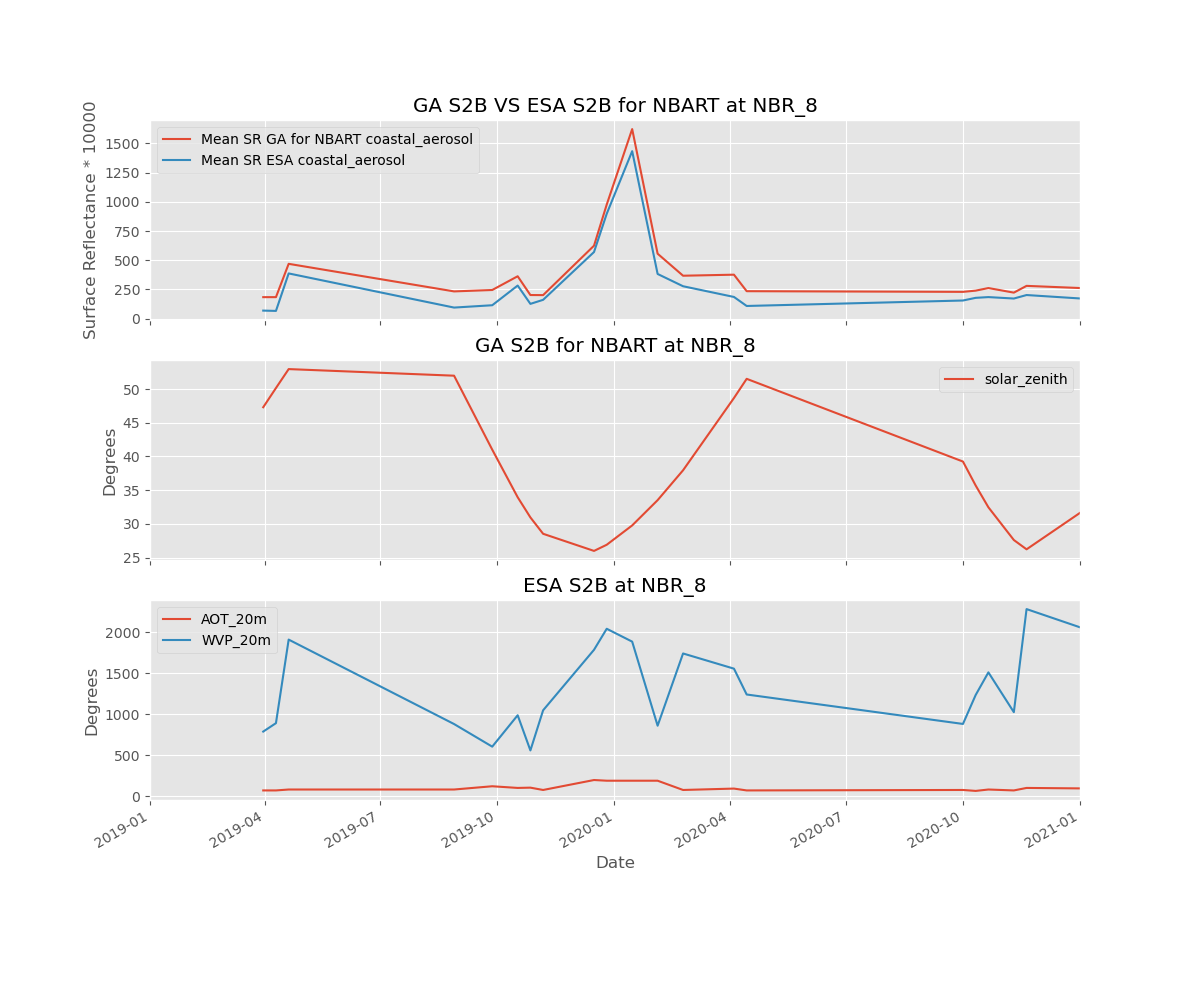 GA S2B VS ESA S2B for NBART at NBR_8
Surface Reflectance * 10000
1500
1250
1000
750
500
250
0
Mean SR GA for NBART coastal_aerosol
Mean SR ESA coastal_aerosol
GA S2B for NBART at NBR_8
Degrees
50
45
40
35
30
25
solar_zenith
ESA S2B at NBR_8
Degrees
2000
1500
1000
500
0
AOT_20m
WVP_20m
2019-01
2019-04
2019-07
2019-10
2020-01
2020-04
2020-07
2020-10
2021-01
Date